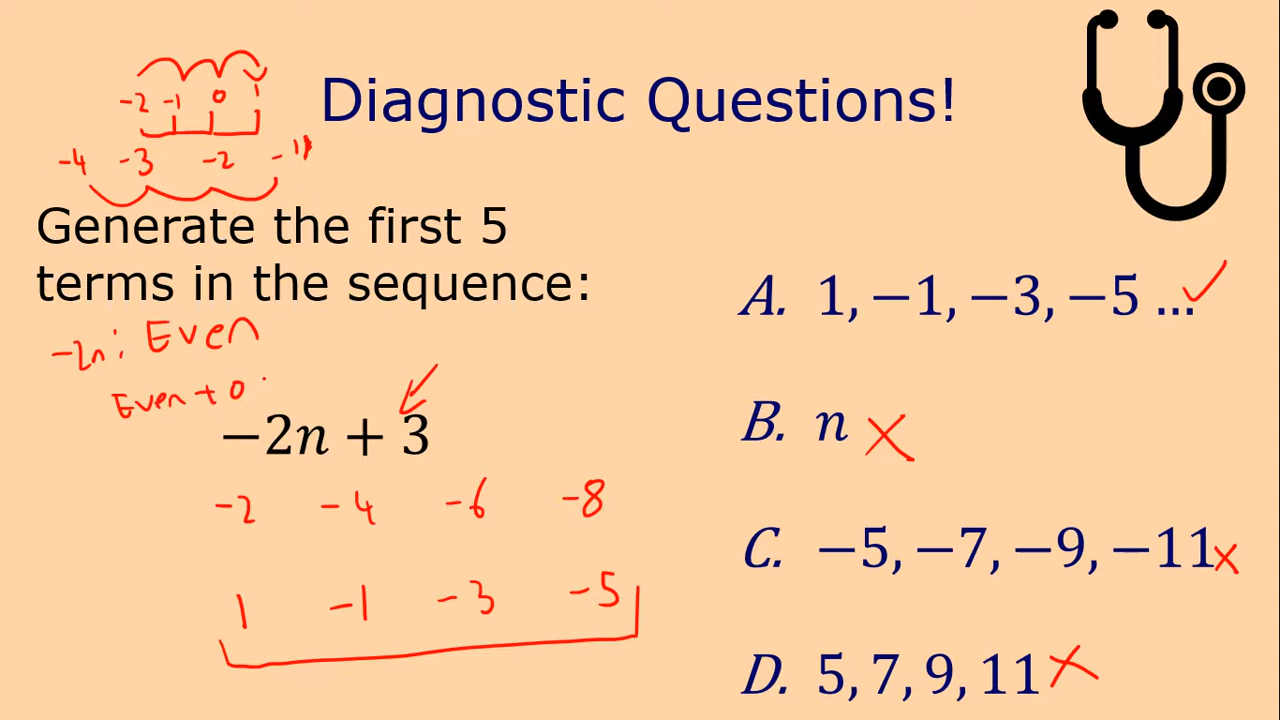 Diagnostic Questions!
-2 -1 0 1
-4 -3 -2 -1
Generate the first 5
terms in the sequence:
-2n: Even
Even + 0
−2n + 3
-2 -4 -6 -8
1 -1 -3 -5
A. 1, −1, −3, −5 …
B. n
C. −5, −7, −9, −11
D. 5, 7, 9, 11